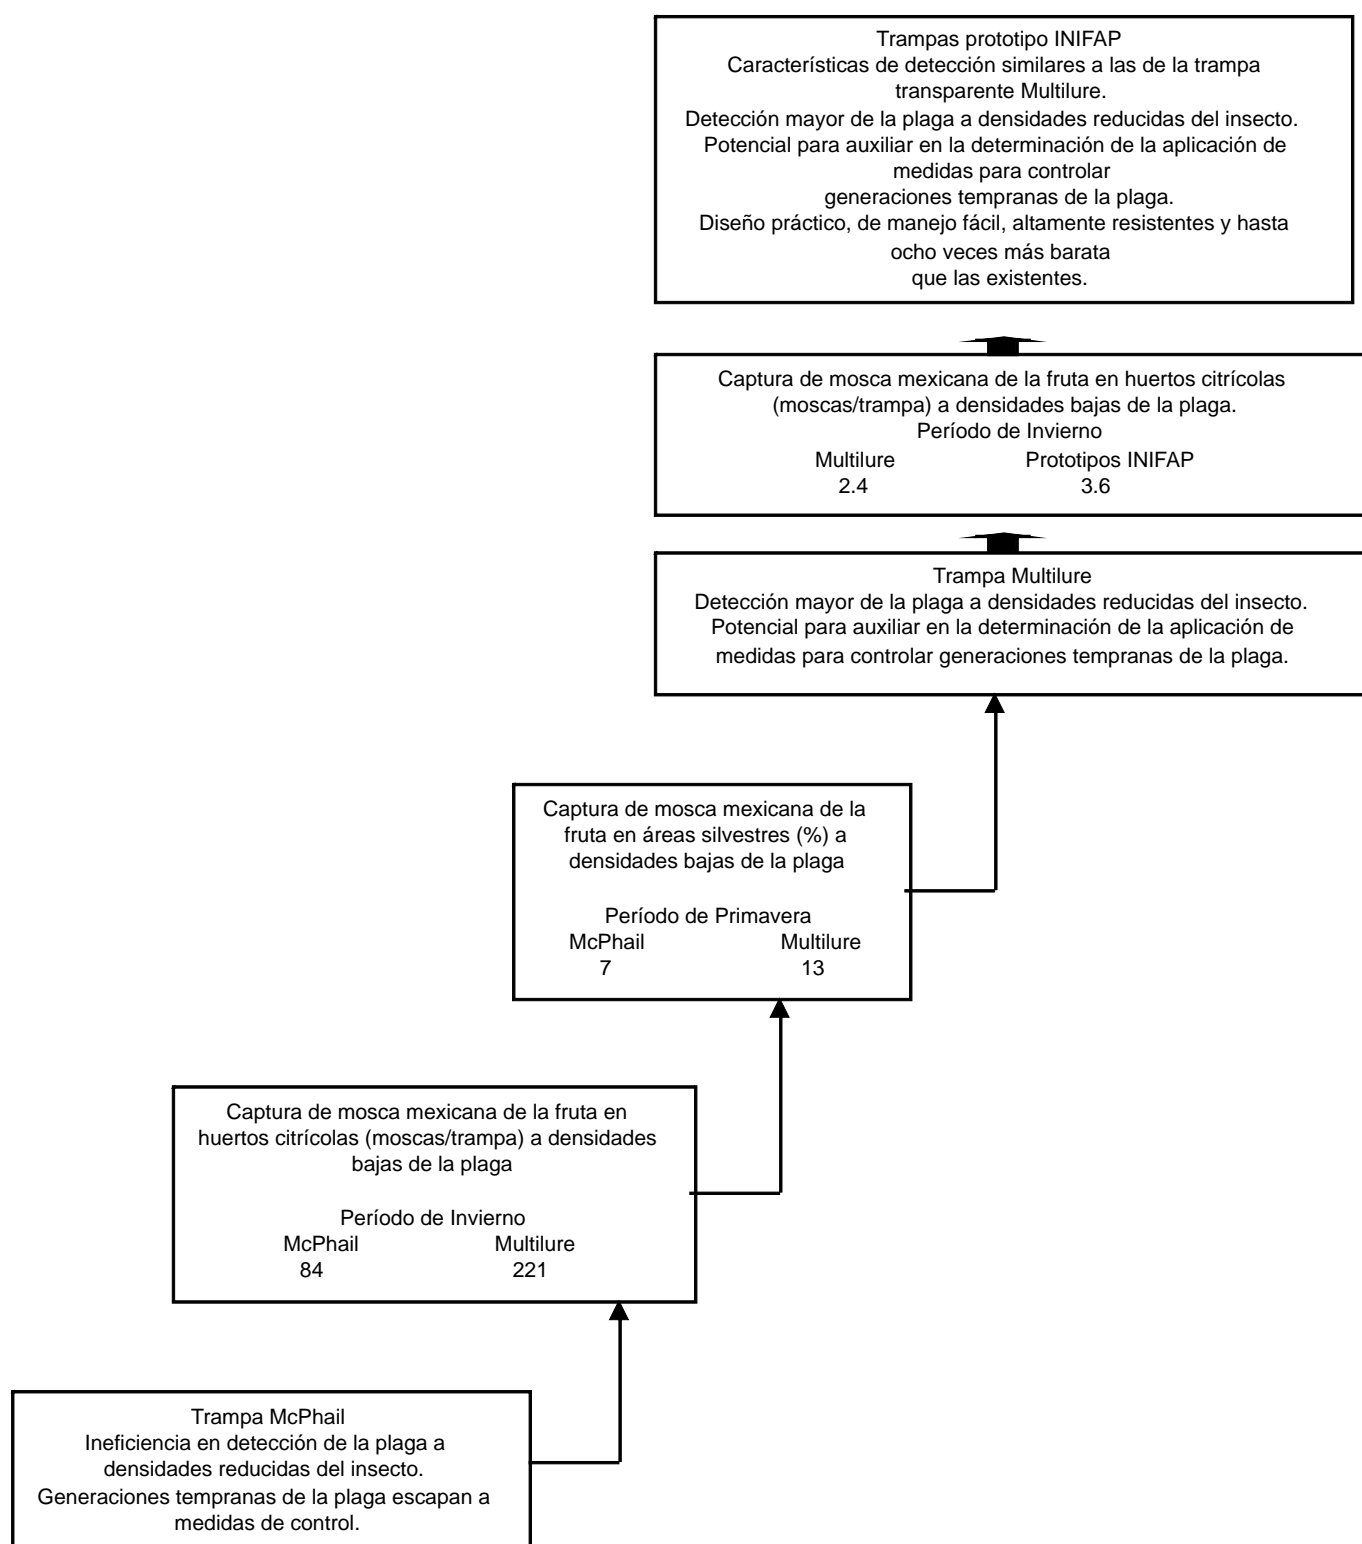 Trampas prototipo INIFAP
Características de detección similares a las de la trampa
transparente Multilure.
Detección mayor de la plaga a densidades reducidas del insecto.
Potencial para auxiliar en la determinación de la aplicación de
medidas para controlar
generaciones tempranas de la plaga.
Diseño práctico, de manejo fácil, altamente resistentes y hasta
ocho veces más barata
que las existentes.
Captura de mosca mexicana de la fruta en huertos citrícolas
(moscas/trampa) a densidades bajas de la plaga.
Período de Invierno
Multilure Prototipos INIFAP
2.4 3.6
Trampa Multilure
Detección mayor de la plaga a densidades reducidas del insecto.
Potencial para auxiliar en la determinación de la aplicación de
medidas para controlar generaciones tempranas de la plaga.
Captura de mosca mexicana de la
fruta en áreas silvestres (%) a
densidades bajas de la plaga
Período de Primavera
McPhail Multilure
7 13
Captura de mosca mexicana de la fruta en
huertos citrícolas (moscas/trampa) a densidades
bajas de la plaga
Período de Invierno
McPhail Multilure
84 221
Trampa McPhail
Ineficiencia en detección de la plaga a
densidades reducidas del insecto.
Generaciones tempranas de la plaga escapan a
medidas de control.